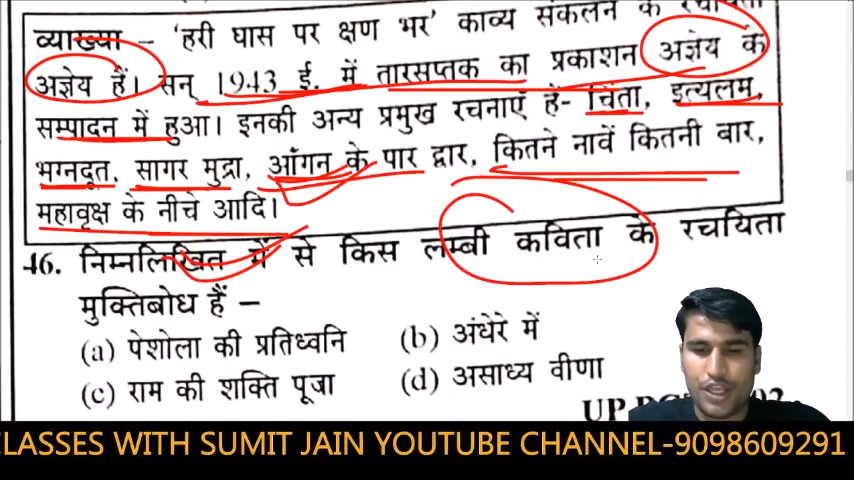 व्याख्या – 'हरी घास पर क्षण भर' काव्य संकलन के रचयिता
अज्ञेय हैं। सन् 1943 ई. में तारसप्तक का प्रकाशन अज्ञेय के
सम्पादन में हुआ। इनकी अन्य प्रमुख रचनाएं हैं- चिंता, इत्यलम,
भग्नदूत, सागर मुद्रा, आँगन के पार द्वार, कितने नावें कितनी बार,
महावृक्ष के नीचे आदि।
46. निम्नलिखित में से किस लम्बी कविता के रचयिता
मुक्तिबोध हैं –
(a) पेशोला की प्रतिध्वनि (b) अंधेरे में
(c) राम की शक्ति पूजा (d) असाध्य वीणा
UP
CLASSES WITH SUMIT JAIN YOUTUBE CHANNEL-9098609291